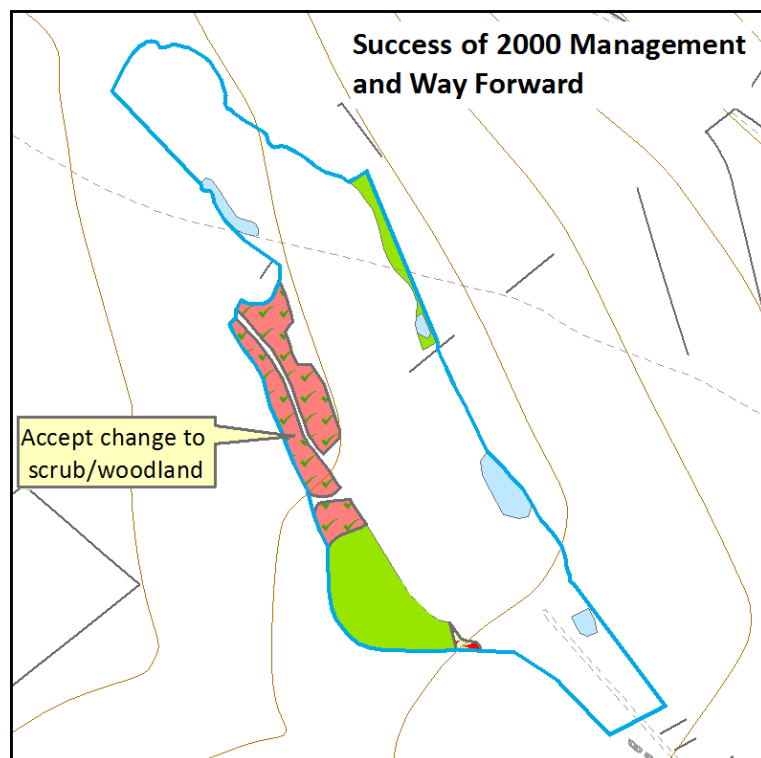 Success of 2000 Management
and Way Forward
Accept change to
scrub/woodland